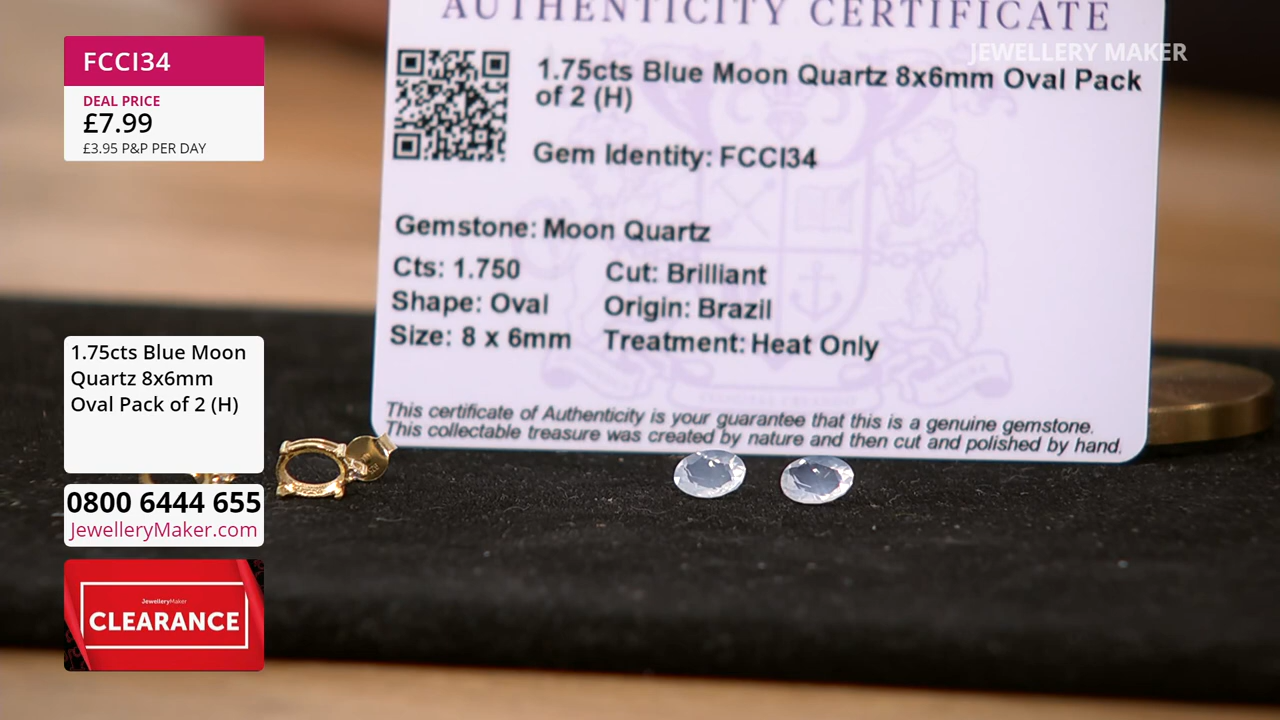 FCCI34
DEAL PRICE
£7.99
£3.95 P&P PER DAY
1.75cts Blue Moon
Quartz 8x6mm
Oval Pack of 2 (H)
0800 6444 655
JewelleryMaker.com
JewelleryMaker
CLEARANCE
JEWELLERY MAKER
AUTHENTICITY CERTIFICATE
1.75cts Blue Moon Quartz 8x6mm Oval Pack
of 2 (H)
Gem Identity: FCCI34
Gemstone: Moon Quartz
Cts: 1.750 Cut: Brilliant
Shape: Oval Origin: Brazil
Size: 8 x 6mm Treatment: Heat Only
This certificate of Authenticity is your guarantee that this is a genuine gemstone.
This collectable treasure was created by nature and then cut and polished by hand.